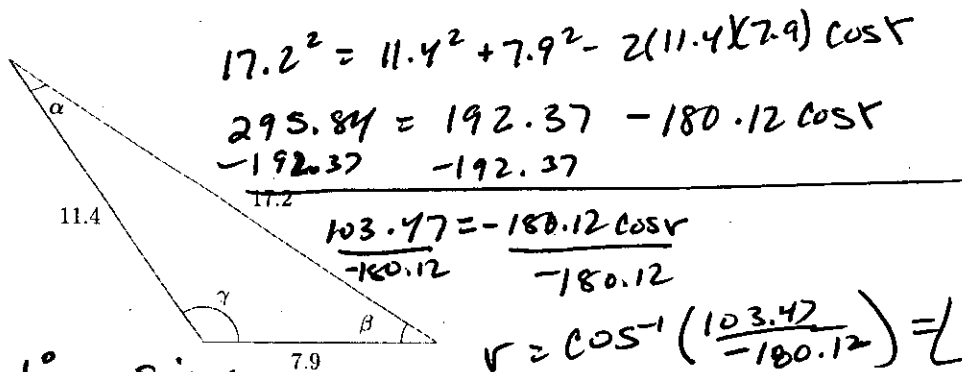 17.2² = 11.4² + 7.9² - 2(11.4)(7.9) cos r
α
295.84 = 192.37 - 180.12 cos r
-192.37 -192.37
17.2
11.4
103.47 = -180.12 cos r
-180.12 -180.12
γ
β
r = cos⁻¹ (103.47 / -180.12) =
7.9